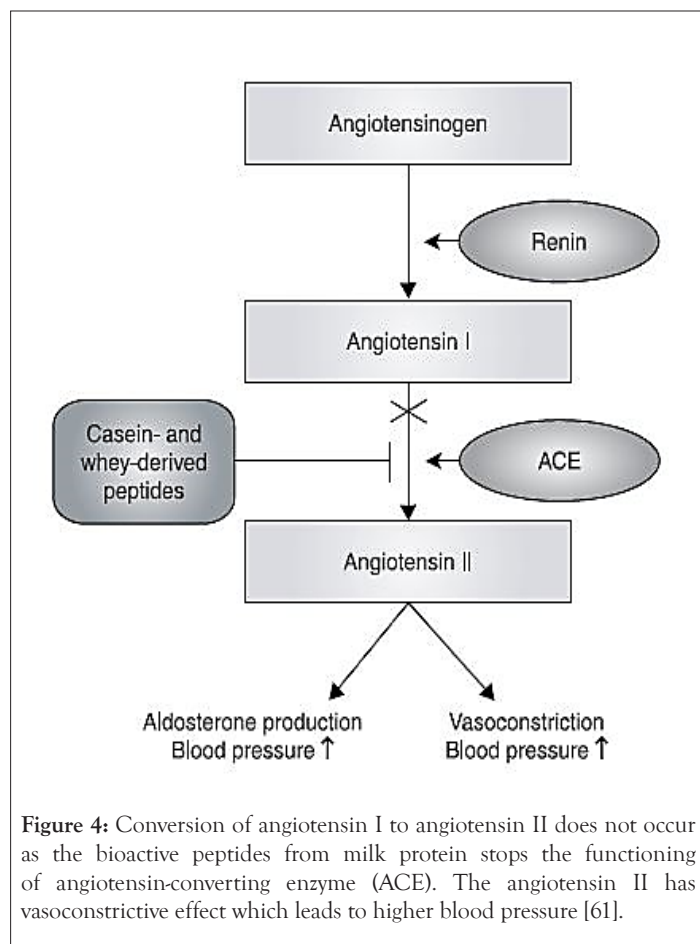 Angiotensinogen
Renin
Angiotensin I
Casein- and
whey-derived
peptides
ACE
Angiotensin II
Aldosterone production
Blood pressure ↑
Vasoconstriction
Blood pressure ↑
Figure 4: Conversion of angiotensin I to angiotensin II does not occur
as the bioactive peptides from milk protein stops the functioning
of angiotensin-converting enzyme (ACE). The angiotensin II has
vasoconstrictive effect which leads to higher blood pressure [61].